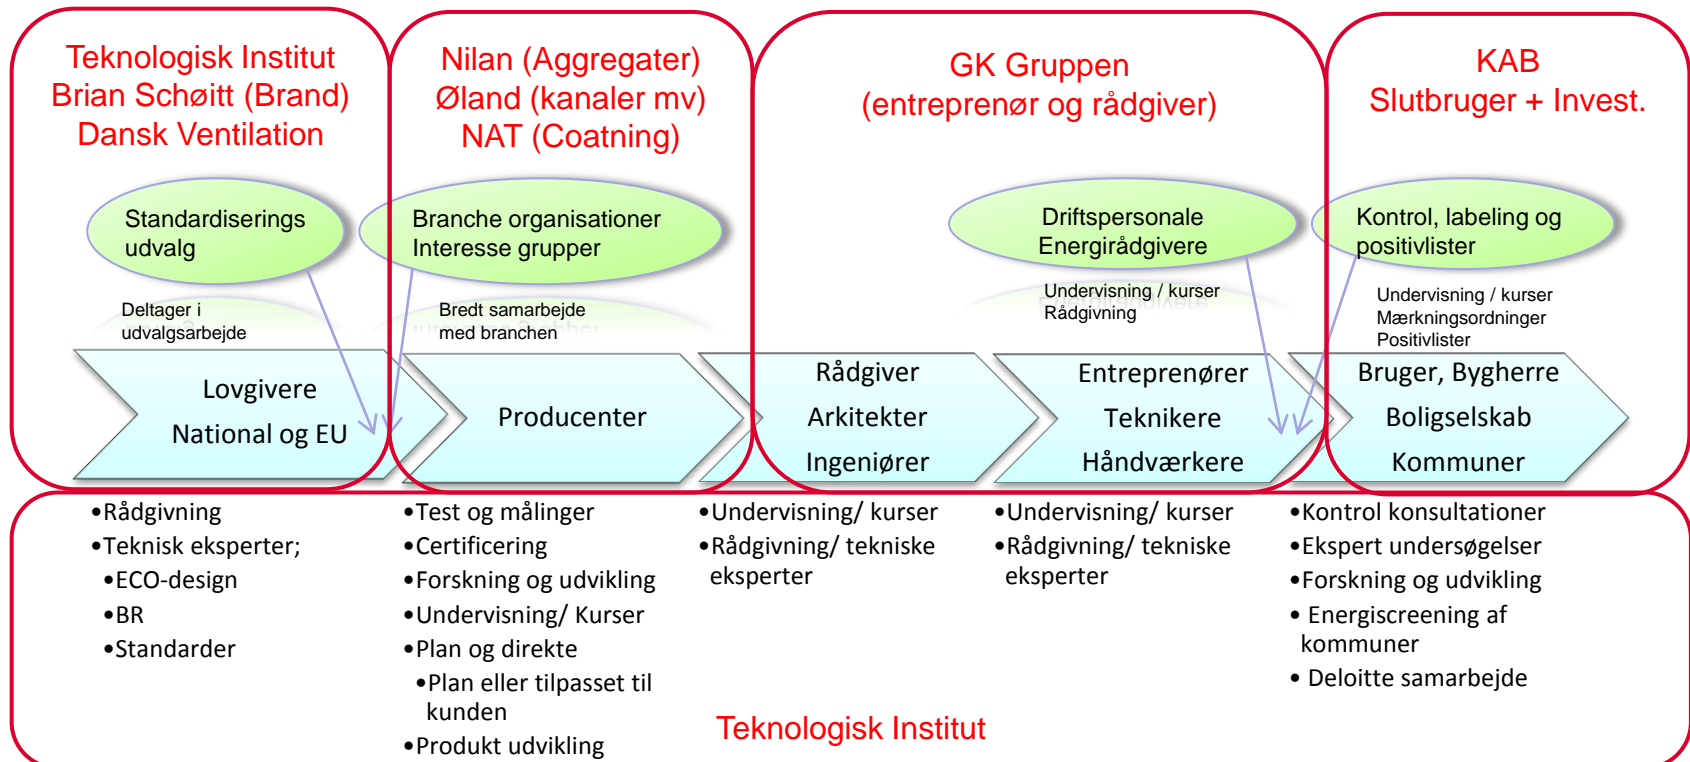 Teknologisk Institut
Brian Schøitt (Brand)
Dansk Ventilation
Nilan (Aggregater)
Øland (kanaler mv)
NAT (Coatning)
GK Gruppen
(entreprenør og rådgiver)
KAB
Slutbruger + Invest.
Standardiserings
udvalg
Branche organisationer
Interesse grupper
Driftspersonale
Energirådgivere
Kontrol, labeling og
positivlister
Deltager i
udvalgsarbejde
Bredt samarbejde
med branchen
Undervisning / kurser
Rådgivning
Undervisning / kurser
Mærkningsordninger
Positivlister
Lovgivere
National og EU
Producenter
Rådgiver
Arkitekter
Ingeniører
Entreprenører
Teknikere
Håndværkere
Bruger, Bygherre
Boligselskab
Kommuner
•Rådgivning
•Teknisk eksperter;
•ECO-design
•BR
•Standarder
•Test og målinger
•Certificering
•Forskning og udvikling
•Undervisning/ Kurser
•Plan og direkte
•Plan eller tilpasset til
kunden
•Produkt udvikling
•Undervisning/ kurser
•Rådgivning/ tekniske
eksperter
•Undervisning/ kurser
•Rådgivning/ tekniske
eksperter
•Kontrol konsultationer
•Ekspert undersøgelser
•Forskning og udvikling
• Energiscreening af
kommuner
• Deloitte samarbejde
Teknologisk Institut